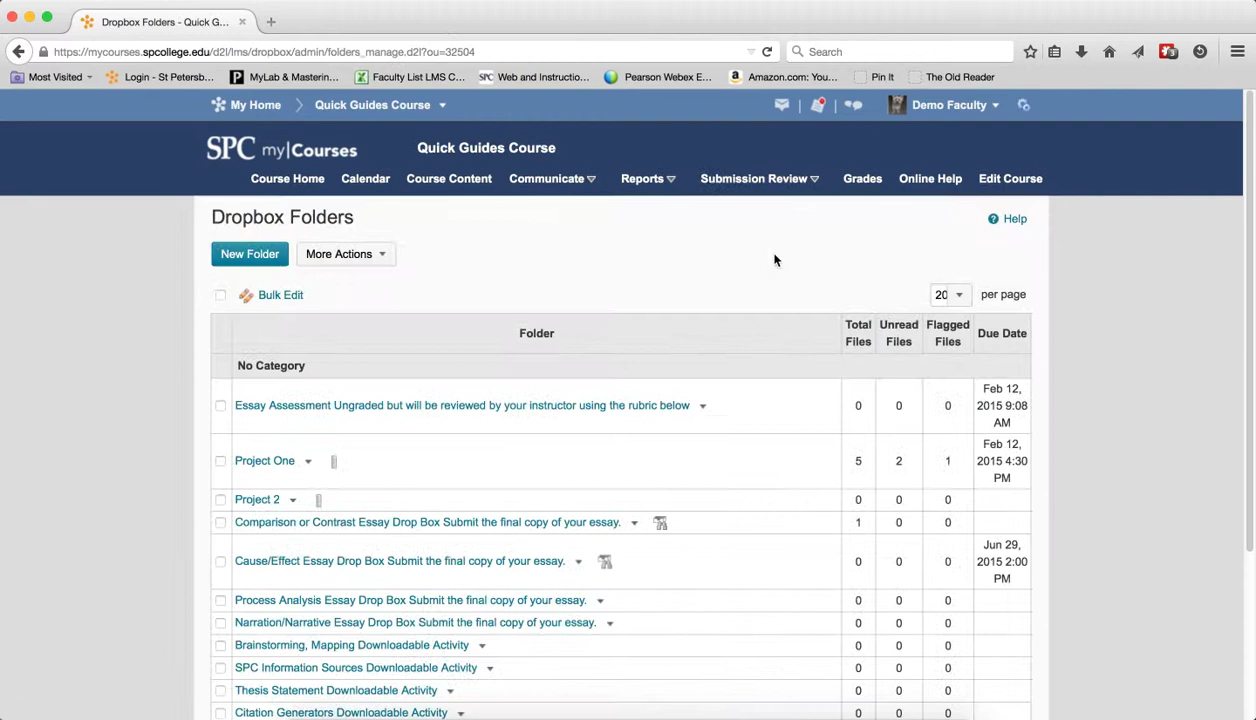 Dropbox Folders - Quick G...
https://mycourses.spcollege.edu/d2l/lms/dropbox/admin/folders_manage.d2l?ou=32504
Search
Most Visited
Login - St Petersb...
MyLab & Mastering...
Faculty List LMS C...
SPC Web and Instructio...
Pearson Webex E...
Amazon.com: You...
Pin It
The Old Reader
My Home
Quick Guides Course
Demo Faculty
SPC my|Courses
Quick Guides Course
Course Home
Calendar
Course Content
Communicate
Reports
Submission Review
Grades
Online Help
Edit Course
Dropbox Folders
Help
New Folder
More Actions
Bulk Edit
20 per page
Folder
Total Files
Unread Files
Flagged Files
Due Date
No Category
Essay Assessment Ungraded but will be reviewed by your instructor using the rubric below 0 0 0 Feb 12, 2015 9:08 AM
Project One 5 2 1 Feb 12, 2015 4:30 PM
Project 2 0 0 0
Comparison or Contrast Essay Drop Box Submit the final copy of your essay. 1 0 0
Cause/Effect Essay Drop Box Submit the final copy of your essay. 0 0 0 Jun 29, 2015 2:00 PM
Process Analysis Essay Drop Box Submit the final copy of your essay. 0 0 0
Narration/Narrative Essay Drop Box Submit the final copy of your essay. 0 0 0
Brainstorming, Mapping Downloadable Activity 0 0 0
SPC Information Sources Downloadable Activity 0 0 0
Thesis Statement Downloadable Activity 0 0 0
Citation Generators Downloadable Activity 0 0 0